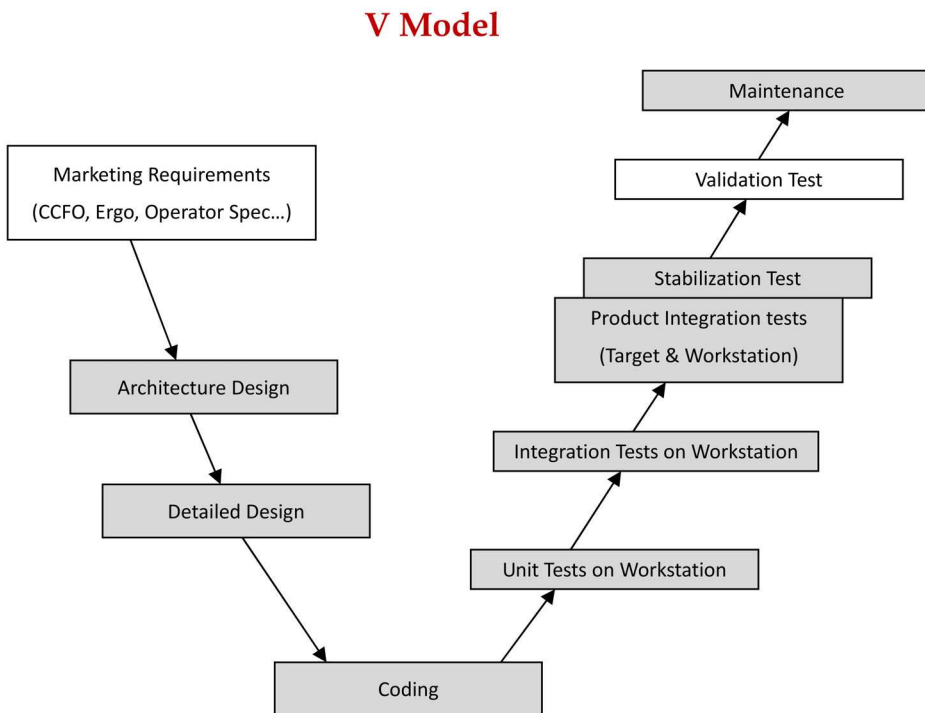 V Model
Maintenance
Marketing Requirements
(CCFO, Ergo, Operator Spec...)
Validation Test
Stabilization Test
Product Integration tests
(Target & Workstation)
Architecture Design
Integration Tests on Workstation
Detailed Design
Unit Tests on Workstation
Coding